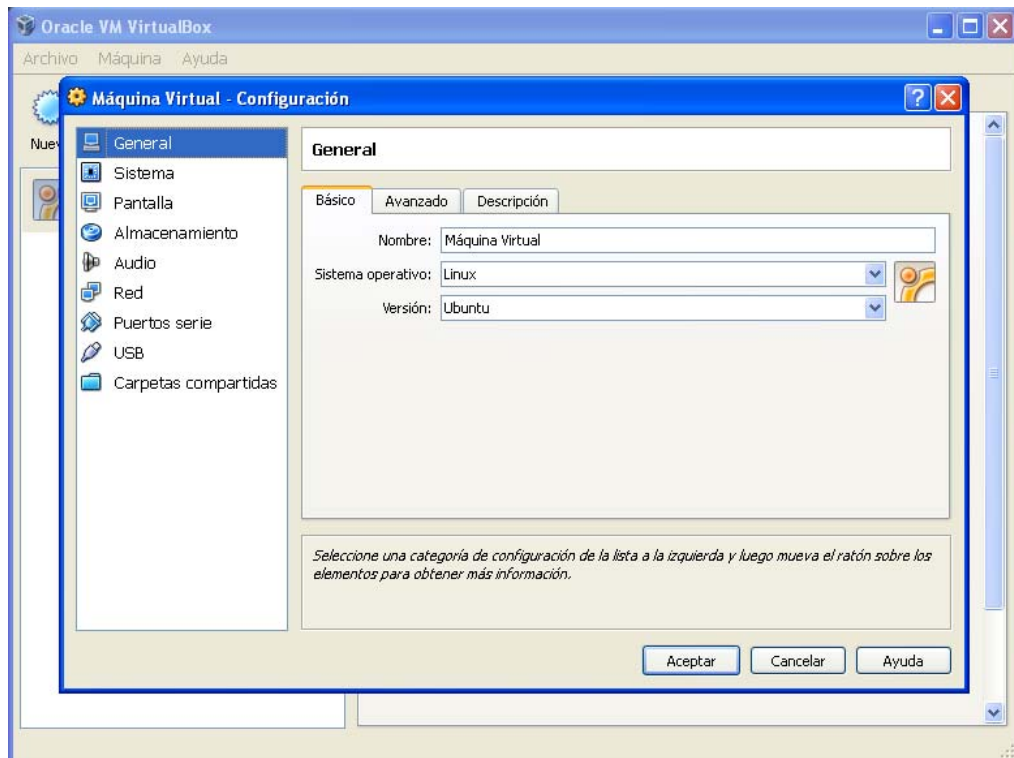 Oracle VM VirtualBox
Archivo Máquina Ayuda
Máquina Virtual - Configuración
General
Sistema
Pantalla
Almacenamiento
Audio
Red
Puertos serie
USB
Carpetas compartidas
General
Básico Avanzado Descripción
Nombre: Máquina Virtual
Sistema operativo: Linux
Versión: Ubuntu
Seleccione una categoría de configuración de la lista a la izquierda y luego mueva el ratón sobre los
elementos para obtener más información.
Aceptar Cancelar Ayuda